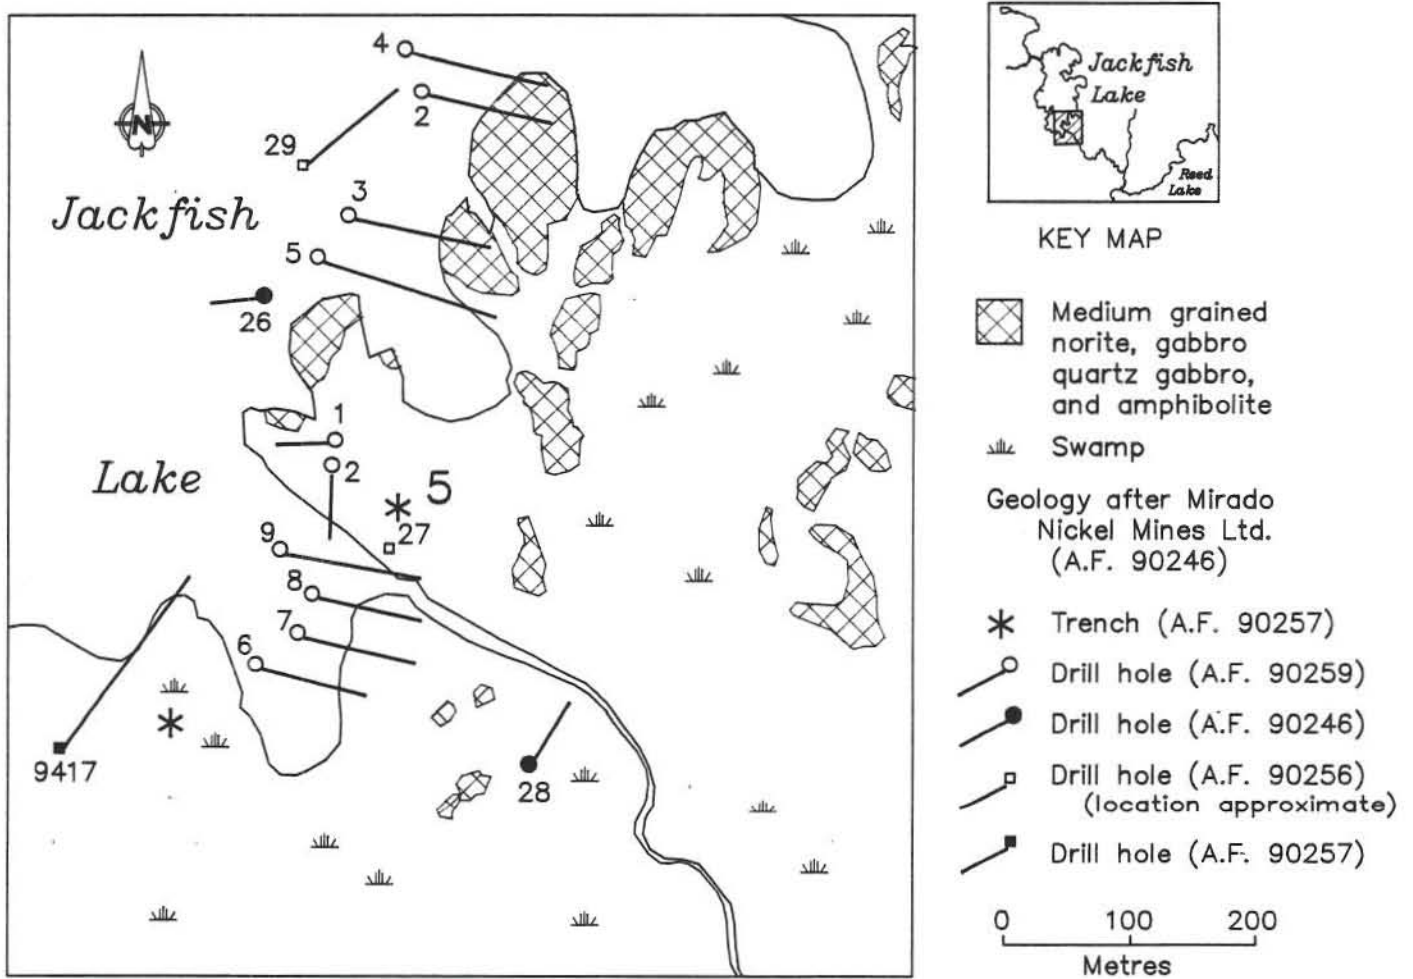 4
2
29
Jackfish
3
5
26
1
2
Lake
5
27
9
8
7
6
9417
28
N
Jackfish
Lake
Reed
Lake
KEY MAP
Medium grained
norite, gabbro
quartz gabbro,
and amphibolite
Swamp
Geology after Mirado
Nickel Mines Ltd.
(A.F. 90246)
Trench (A.F. 90257)
Drill hole (A.F. 90259)
Drill hole (A.F. 90246)
Drill hole (A.F. 90256)
(location approximate)
Drill hole (A.F. 90257)
0 100 200
Metres